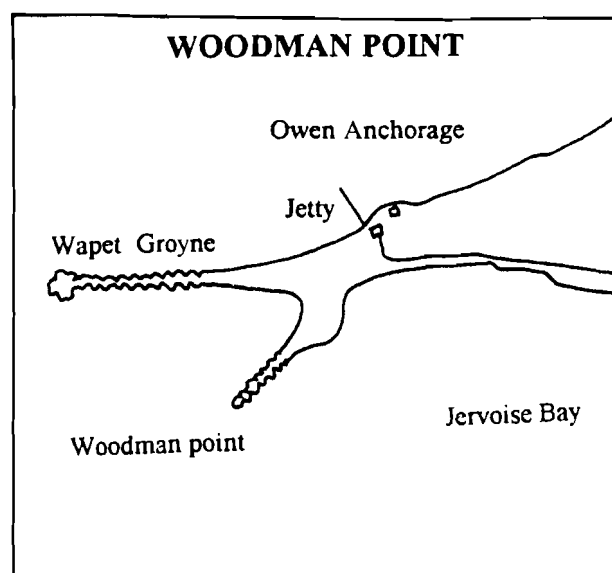 WOODMAN POINT
Owen Anchorage
Jetty
Wapet Groyne
Jervoise Bay
Woodman point